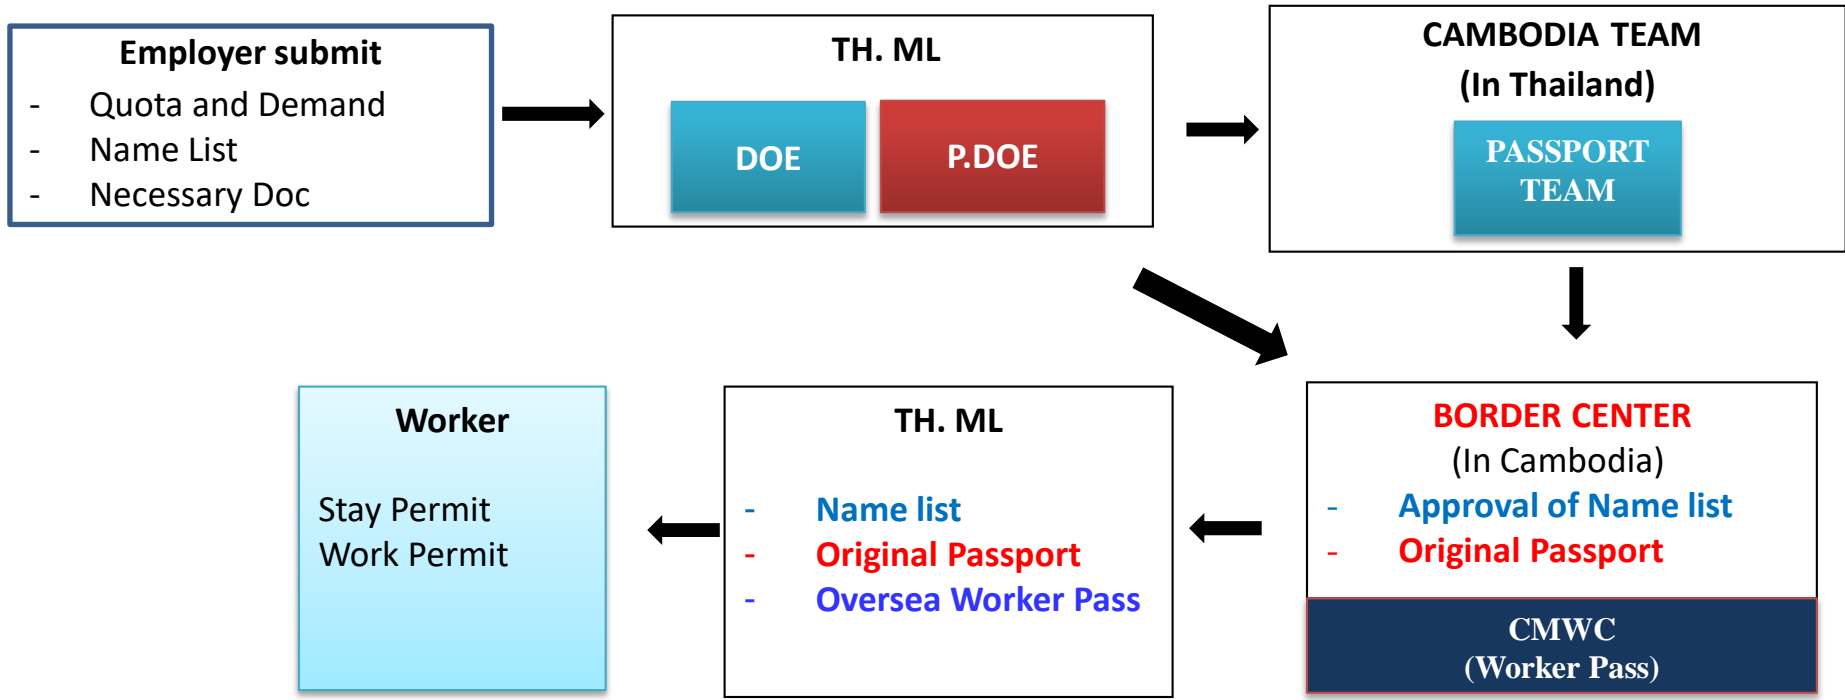 Employer submit
- Quota and Demand
- Name List
- Necessary Doc
TH. ML
DOE
P.DOE
CAMBODIA TEAM
(In Thailand)
PASSPORT
TEAM
BORDER CENTER
(In Cambodia)
- Approval of Name list
- Original Passport
CMWC
(Worker Pass)
TH. ML
- Name list
- Original Passport
- Oversea Worker Pass
Worker
Stay Permit
Work Permit